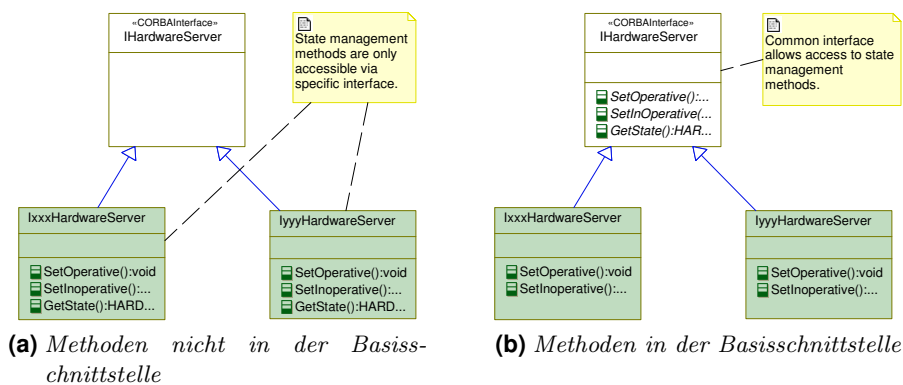 «CORBAInterface»
IHardwareServer
State management
methods are only
accessible via
specific interface.
IxxxHardwareServer
SetOperative():void
SetInoperative():...
GetState():HARD...
IyyyHardwareServer
SetOperative():void
SetInoperative():...
GetState():HARD...
(a) Methoden nicht in der Basiss-
chnittstelle
«CORBAInterface»
IHardwareServer
SetOperative():...
SetInOperative(...
GetState():HAR...
Common interface
allows access to state
management
methods.
IxxxHardwareServer
SetOperative():void
SetInoperative():...
IyyyHardwareServer
SetOperative():void
SetInoperative():...
(b) Methoden in der Basisschnittstelle